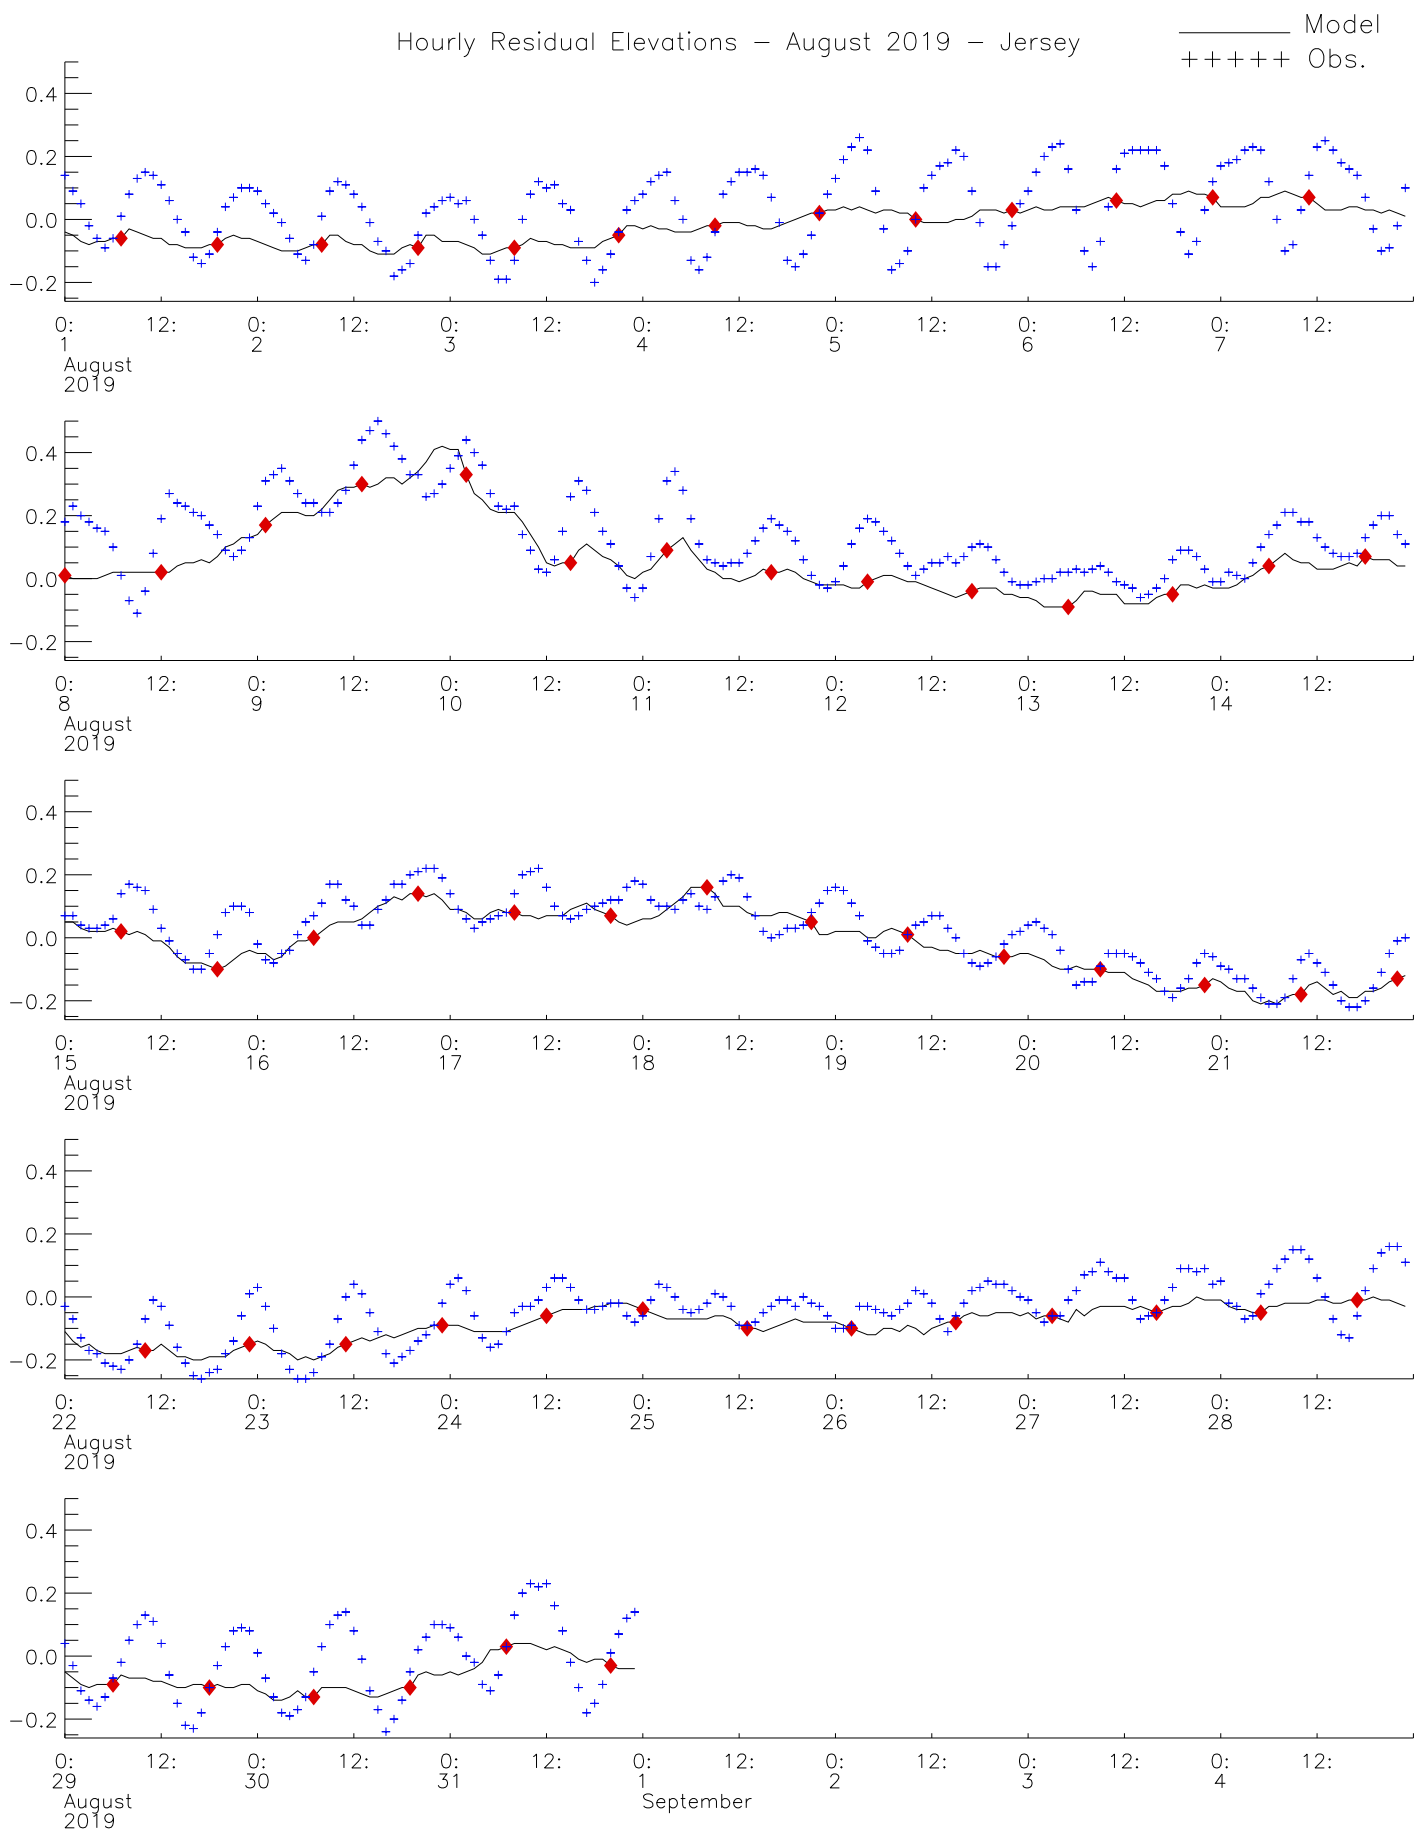 Hourly Residual Elevations – August 2019 – Jersey
Model
+++++ Obs.
0.4
0.2
0.0
−0.2
0: 12: 0: 12: 0: 12: 0: 12: 0: 12: 0: 12: 0: 12:
1 2 3 4 5 6 7
August
2019
0.4
0.2
0.0
−0.2
0: 12: 0: 12: 0: 12: 0: 12: 0: 12: 0: 12: 0: 12:
8 9 10 11 12 13 14
August
2019
0.4
0.2
0.0
−0.2
0: 12: 0: 12: 0: 12: 0: 12: 0: 12: 0: 12: 0: 12:
15 16 17 18 19 20 21
August
2019
0.4
0.2
0.0
−0.2
0: 12: 0: 12: 0: 12: 0: 12: 0: 12: 0: 12: 0: 12:
22 23 24 25 26 27 28
August
2019
0.4
0.2
0.0
−0.2
0: 12: 0: 12: 0: 12: 0: 12: 0: 12: 0: 12: 0: 12:
29 30 31 1 2 3 4
August September
2019